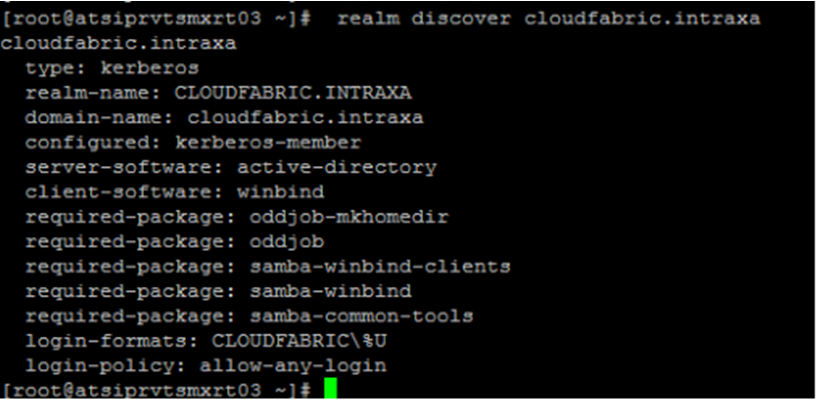 [root@atsiprvtsmxrt03 ~]#  realm discover cloudfabric.intraxa
cloudfabric.intraxa
  type: kerberos
  realm-name: CLOUDFABRIC.INTRAXA
  domain-name: cloudfabric.intraxa
  configured: kerberos-member
  server-software: active-directory
  client-software: winbind
  required-package: oddjob-mkhomedir
  required-package: oddjob
  required-package: samba-winbind-clients
  required-package: samba-winbind
  required-package: samba-common-tools
  login-formats: CLOUDFABRIC\%U
  login-policy: allow-any-login
[root@atsiprvtsmxrt03 ~]#